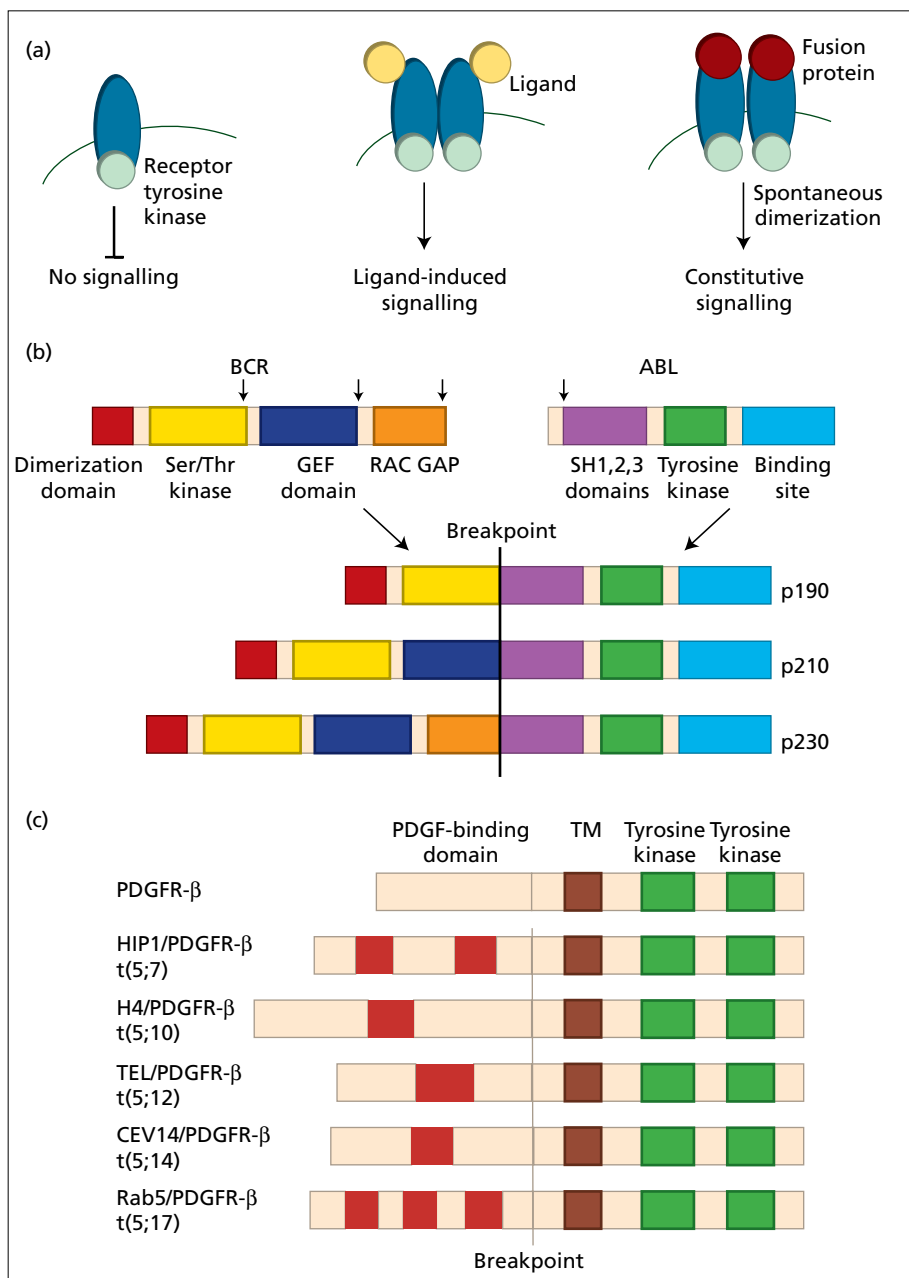 (a)
Ligand
Fusion
protein
Receptor
tyrosine
kinase
Spontaneous
dimerization
No signalling
Ligand-induced
signalling
Constitutive
signalling
(b)
BCR
ABL
Dimerization
domain
Ser/Thr
kinase
GEF
domain
RAC GAP
SH1,2,3
domains
Tyrosine
kinase
Binding
site
Breakpoint
p190
p210
p230
(c)
PDGF-binding
domain
TM
Tyrosine
kinase
Tyrosine
kinase
PDGFR-β
HIP1/PDGFR-β
t(5;7)
H4/PDGFR-β
t(5;10)
TEL/PDGFR-β
t(5;12)
CEV14/PDGFR-β
t(5;14)
Rab5/PDGFR-β
t(5;17)
Breakpoint